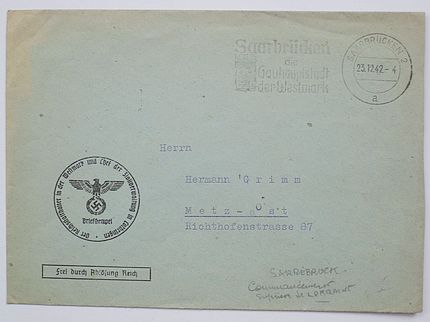 Saarbrücken
die
Gauhauptstadt
der Westmark
SAARBRÜCKEN 2
23.12.42.-4
a
Herrn
Hermann Grimm
Metz-Ost
Richthofenstrasse 87
Der Reichsstatthalter in der Westmark und Chef der Zivilverwaltung in Lothringen
Briefstempel
Frei durch Ablösung Reich
SARREBRUCK
Commandement